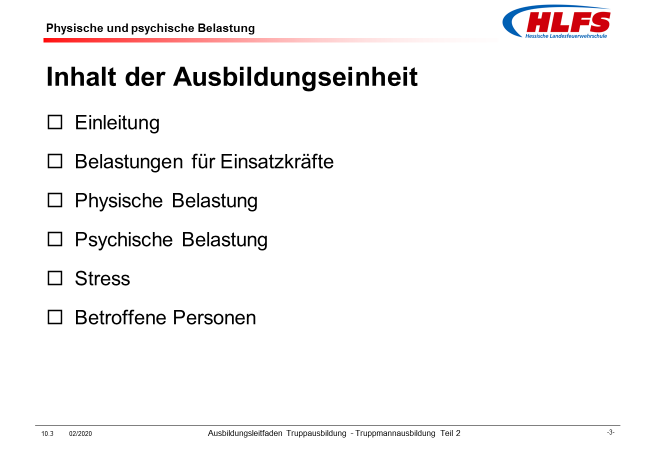 Physische und psychische Belastung
HLFS
Hessische Landesfeuerwehrschule
Inhalt der Ausbildungseinheit
Einleitung
Belastungen für Einsatzkräfte
Physische Belastung
Psychische Belastung
Stress
Betroffene Personen
10.3 02/2020 Ausbildungsleitfaden Truppausbildung - Truppmannausbildung Teil 2 -3-